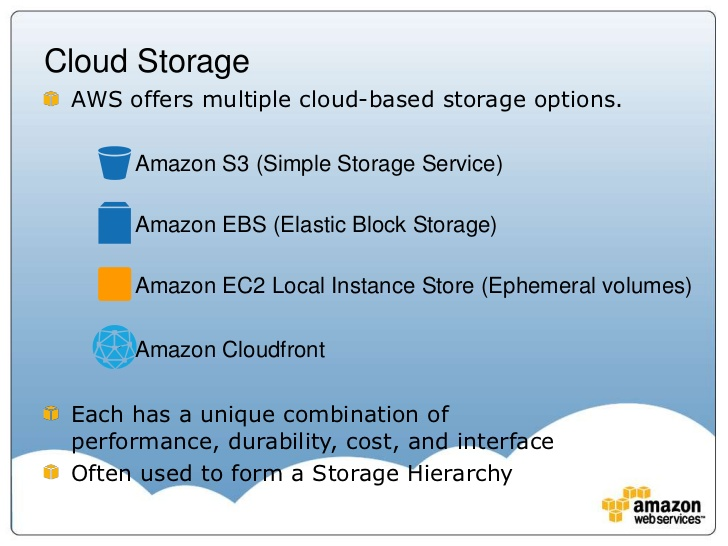 Cloud Storage
AWS offers multiple cloud-based storage options.
Amazon S3 (Simple Storage Service)
Amazon EBS (Elastic Block Storage)
Amazon EC2 Local Instance Store (Ephemeral volumes)
Amazon Cloudfront
Each has a unique combination of
performance, durability, cost, and interface
Often used to form a Storage Hierarchy
amazon
webservices™